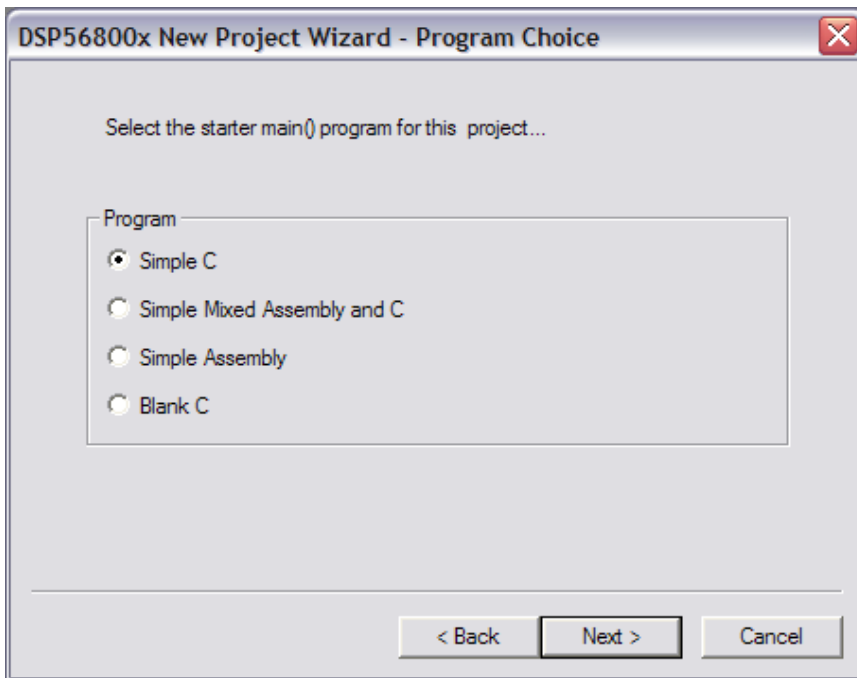 DSP56800x New Project Wizard - Program Choice
Select the starter main() program for this project...
Program
Simple C
Simple Mixed Assembly and C
Simple Assembly
Blank C
< Back Next > Cancel